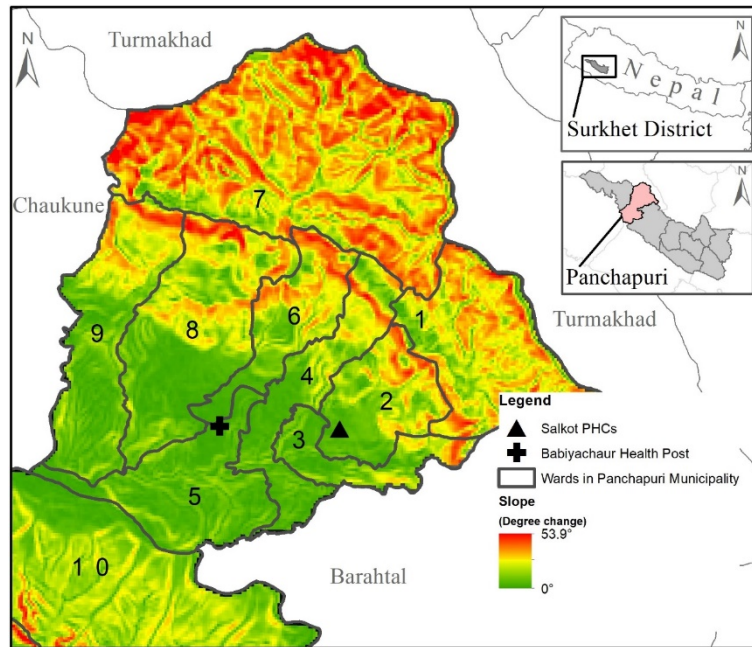 N
Turmakhad
N
Nepal
Surkhet District
N
Panchapuri
Chaukune
7
Turmakhad
9
8
6
1
4
2
3
5
1 0
Barahtal
Legend
Salkot PHCs
Babiyachaur Health Post
Wards in Panchapuri Municipality
Slope
(Degree change)
53.9°
0°